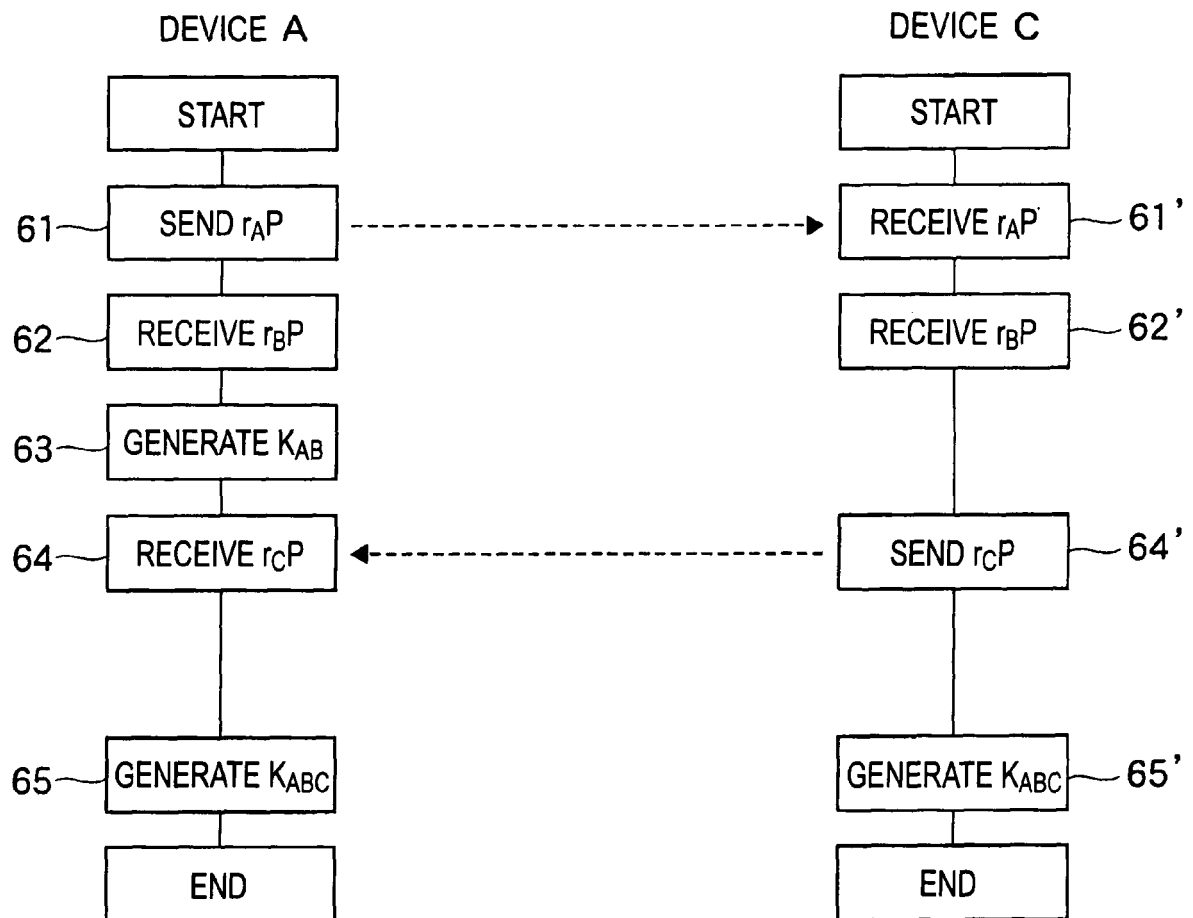 DEVICE A
DEVICE C
START
START
61
SEND rAP
RECEIVE rAP
61'
62
RECEIVE rBP
RECEIVE rBP
62'
63
GENERATE KAB
64
RECEIVE rCP
SEND rCP
64'
65
GENERATE KABC
GENERATE KABC
65'
END
END